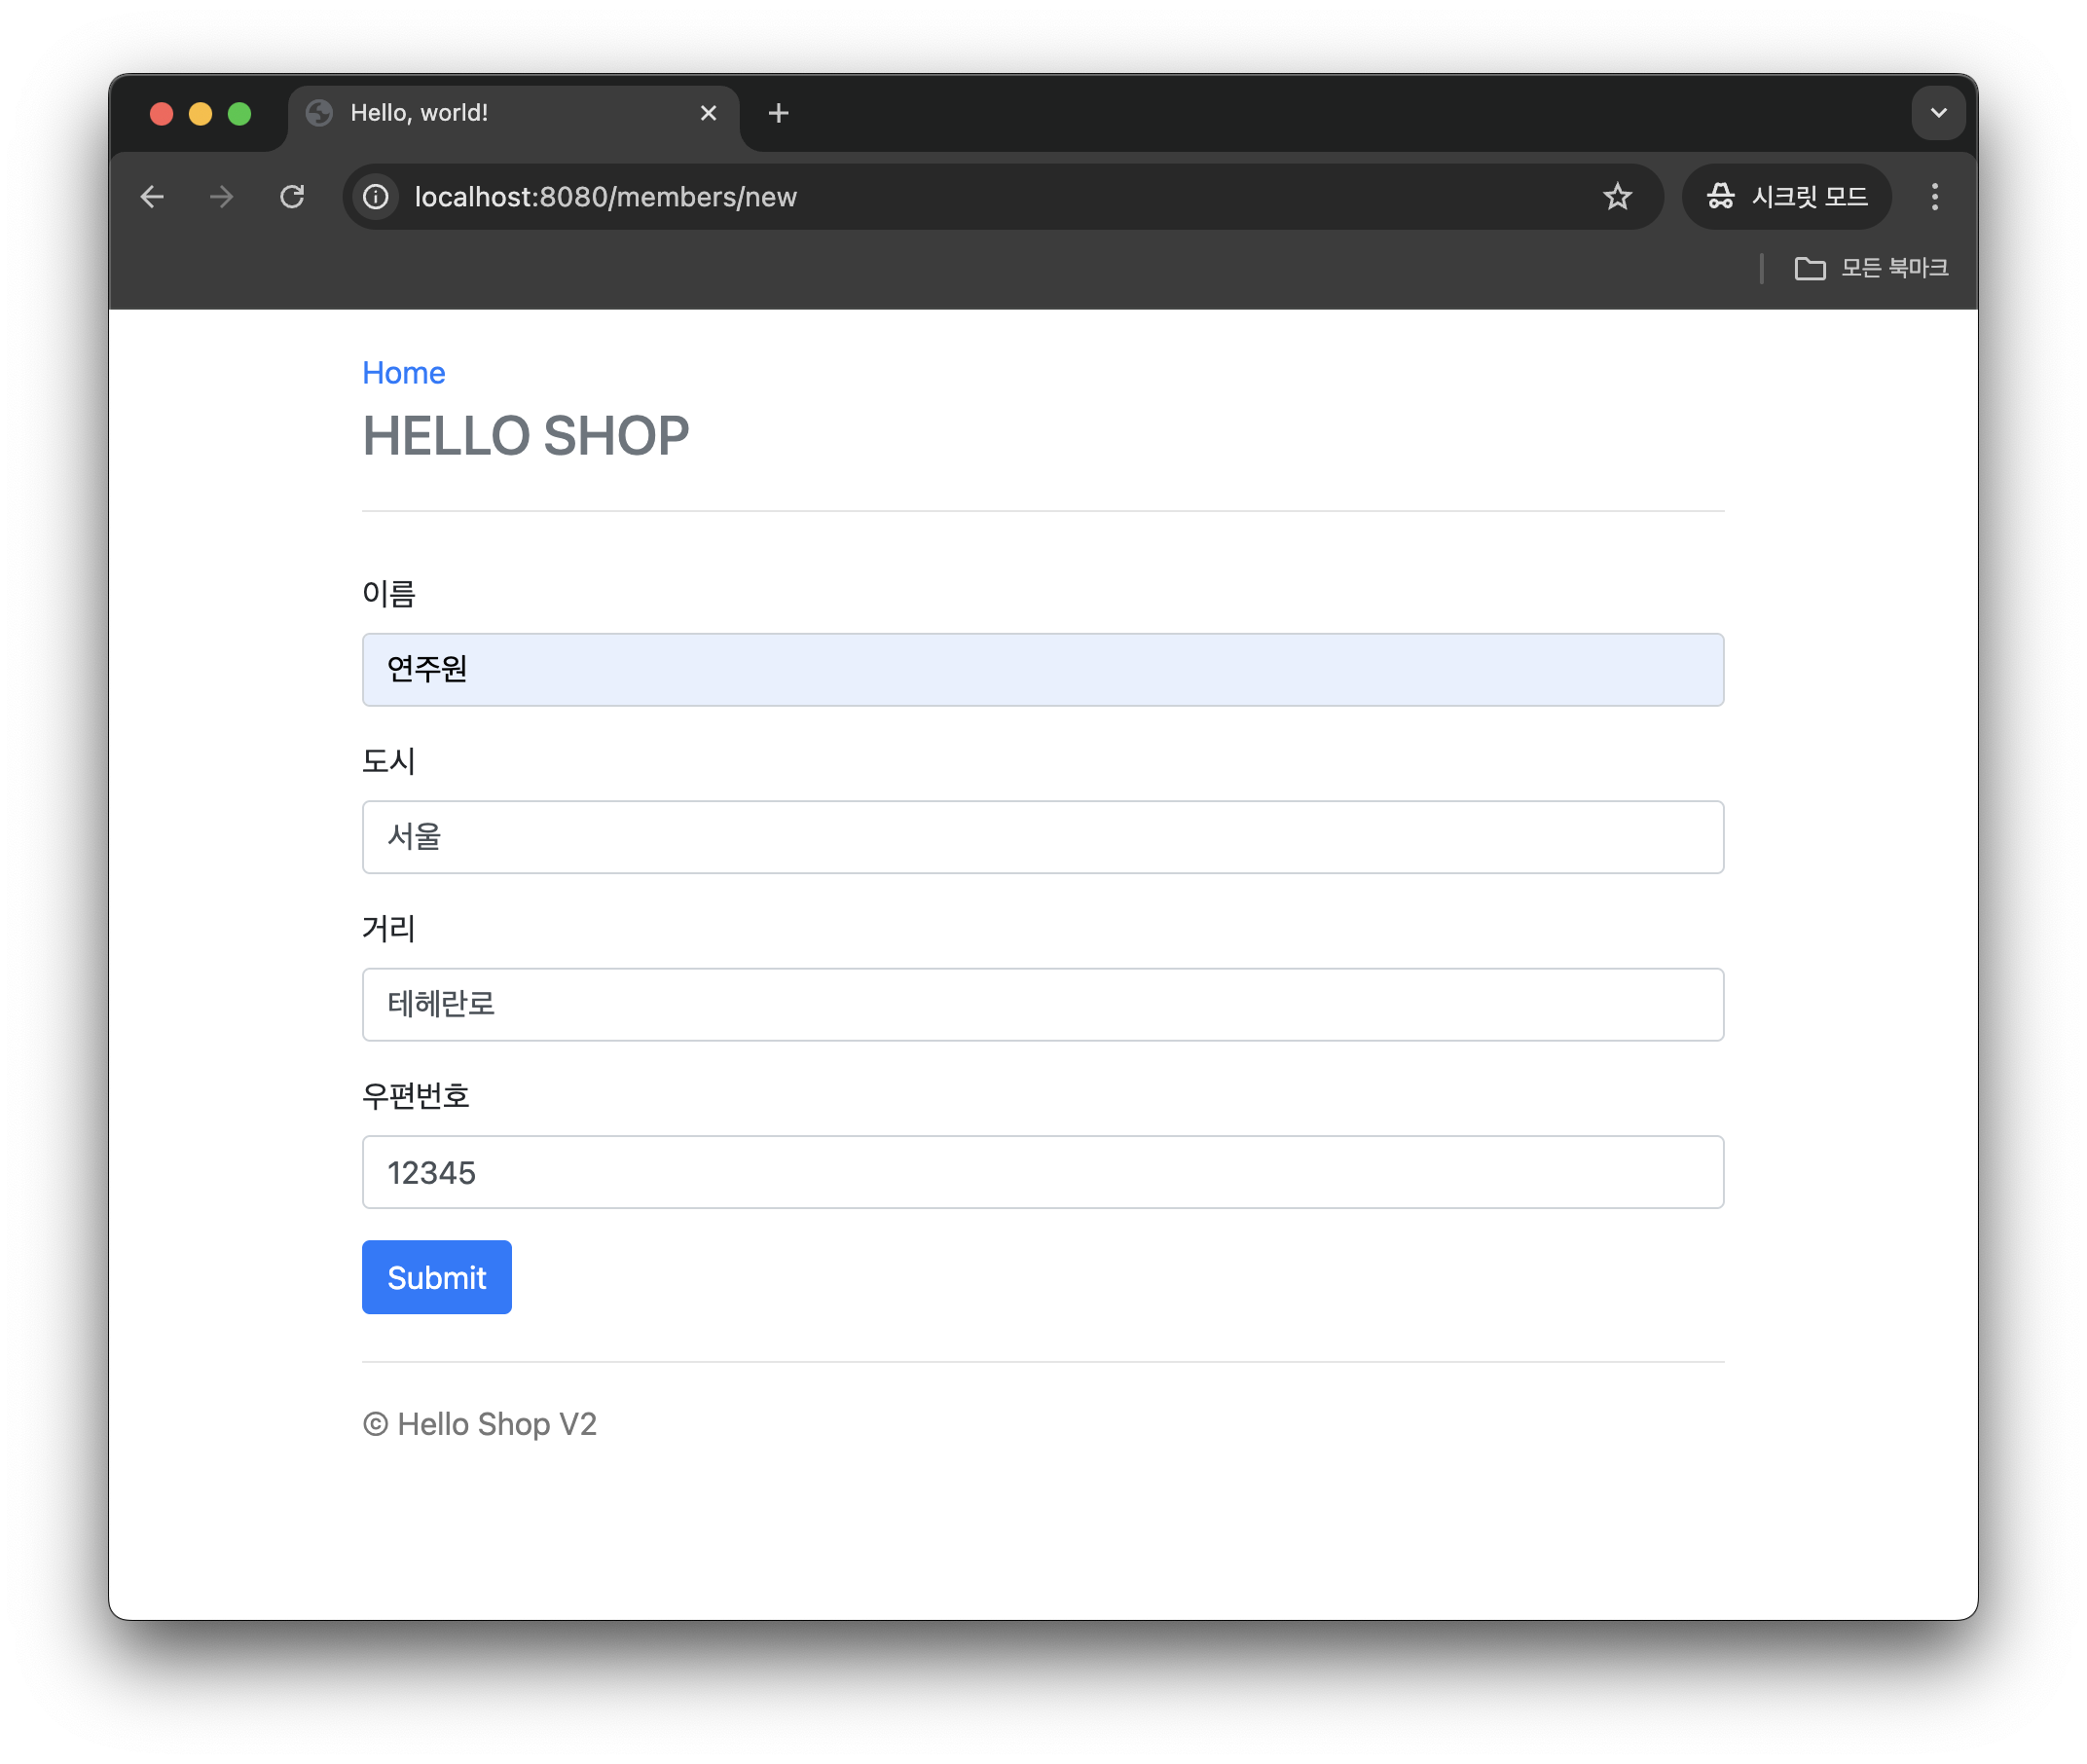 Hello, world!
localhost:8080/members/new
시크릿 모드
모든 북마크
Home
HELLO SHOP
이름
연주원
도시
서울
거리
테헤란로
우편번호
12345
Submit
© Hello Shop V2